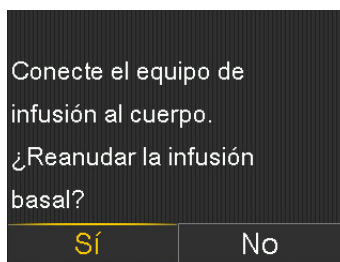 Conecte el equipo de
infusión al cuerpo.
¿Reanudar la infusión
basal?
Sí No